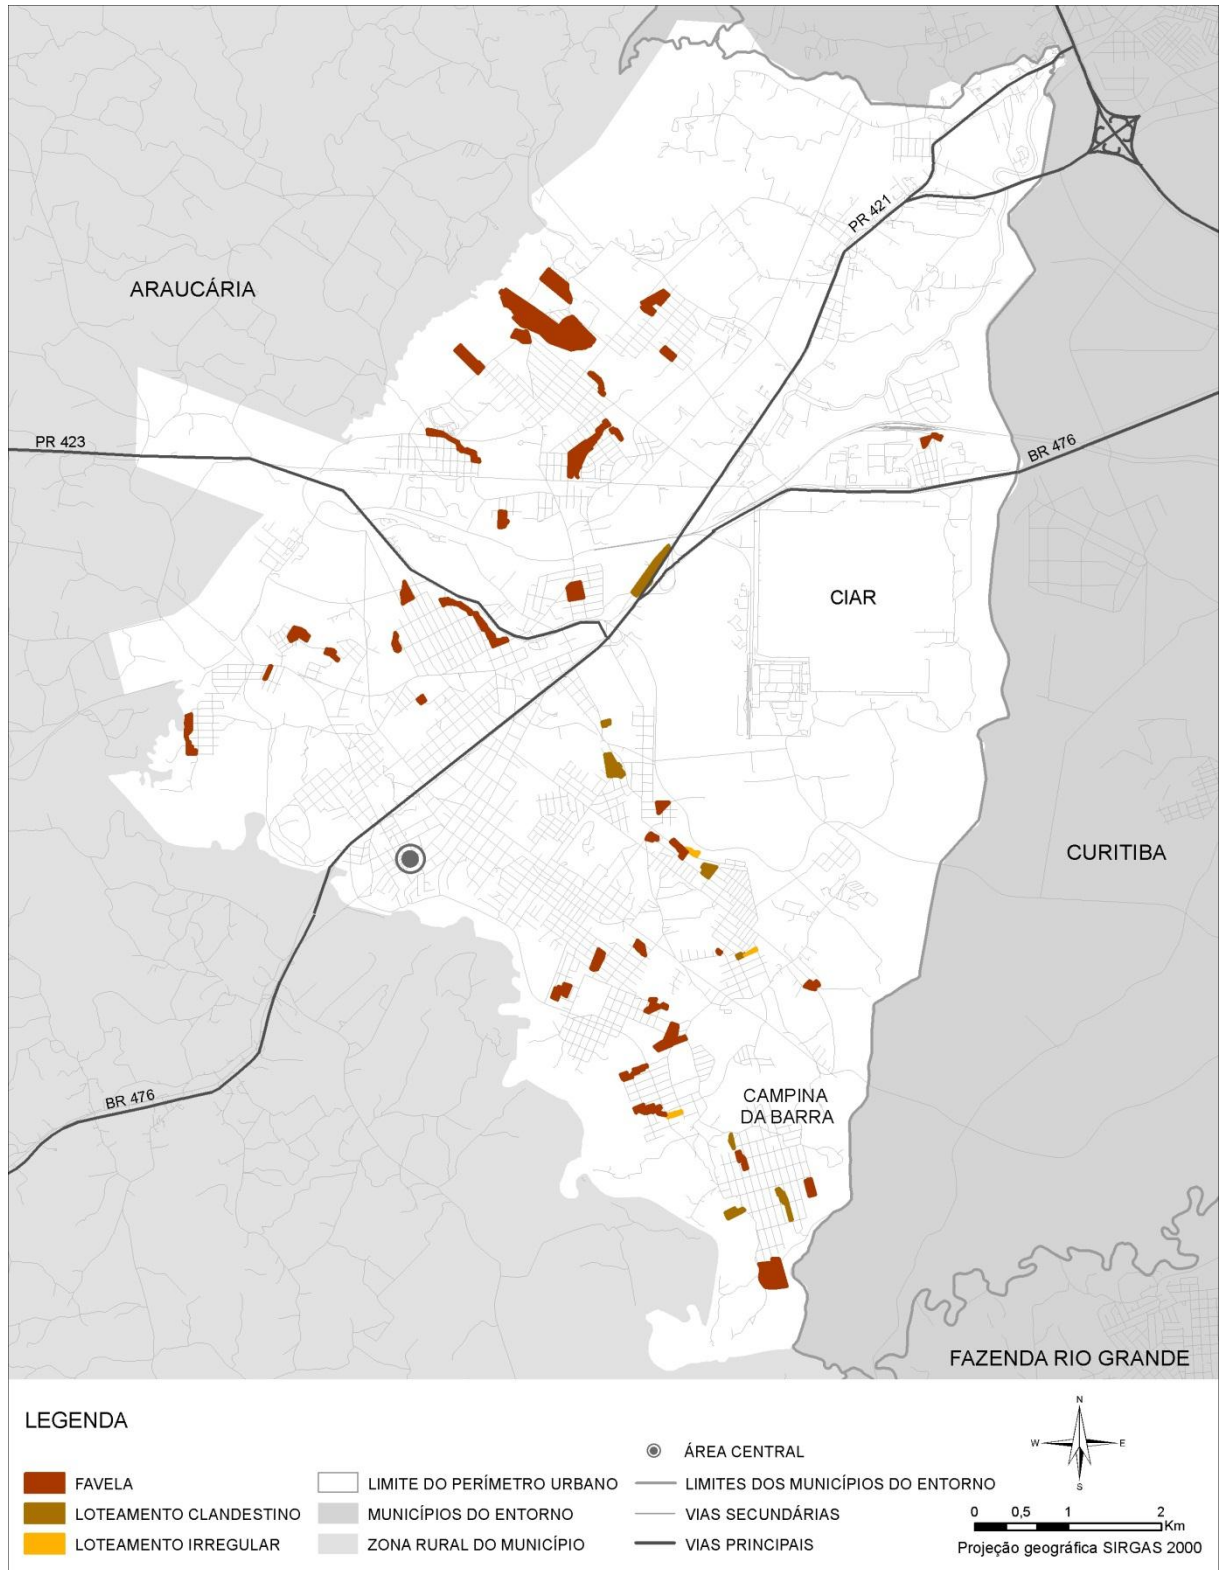 PR 421
ARAUCÁRIA
PR 423
BR 476
CIAR
CURITIBA
BR 476
CAMPINA
DA BARRA
FAZENDA RIO GRANDE
LEGENDA
FAVELA
LOTEAMENTO CLANDESTINO
LOTEAMENTO IRREGULAR
LIMITE DO PERÍMETRO URBANO
MUNICÍPIOS DO ENTORNO
ZONA RURAL DO MUNICÍPIO
ÁREA CENTRAL
LIMITES DOS MUNICÍPIOS DO ENTORNO
VIAS SECUNDÁRIAS
VIAS PRINCIPAIS
N
W E
S
0 0,5 1 2
Km
Projeção geográfica SIRGAS 2000